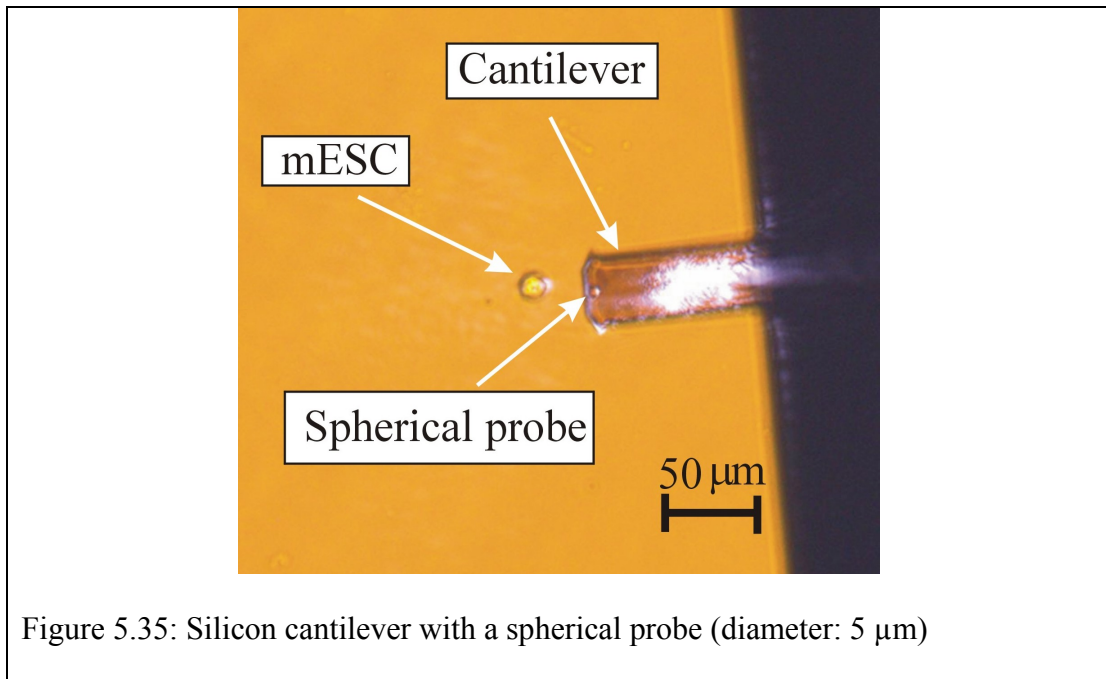 Cantilever
mESC
Spherical probe
50 µm
Figure 5.35: Silicon cantilever with a spherical probe (diameter: 5 µm)